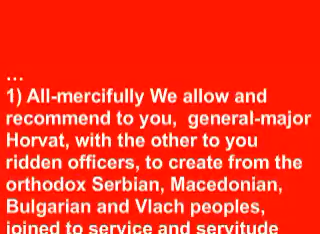 ...
1) All-mercifully We allow and
recommend to you, general-major
Horvat, with the other to you
ridden officers, to create from the
orthodox Serbian, Macedonian,
Bulgarian and Vlach peoples,
joined to service and servitude